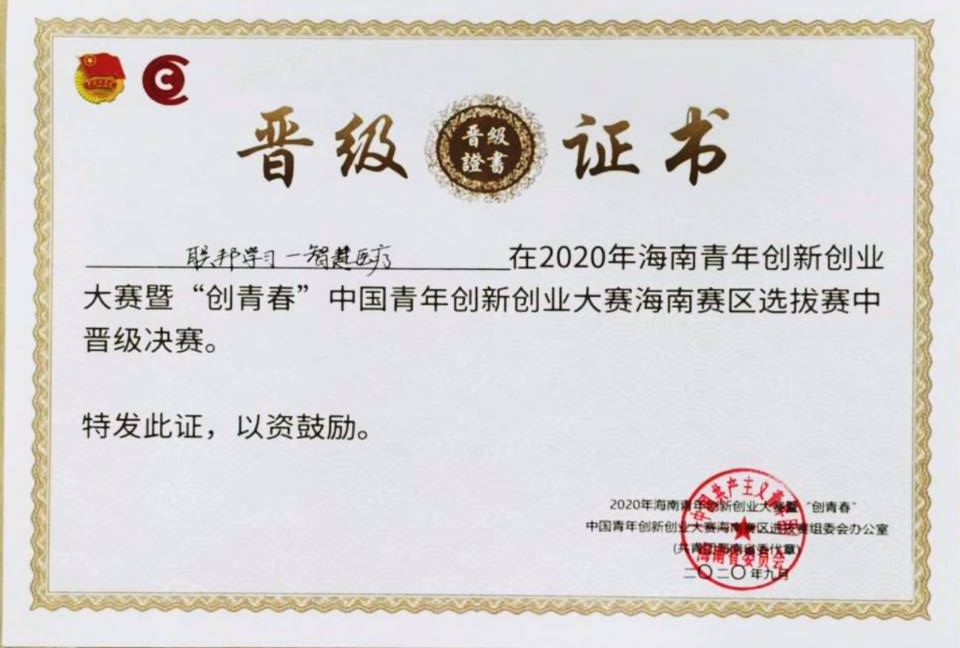 晋级 晋级 证书
證書
联邦学习—智慧医疗 在2020年海南青年创新创业
大赛暨“创青春”中国青年创新创业大赛海南赛区选拔赛中
晋级决赛。
特发此证，以资鼓励。
2020年海南青年创新创业大赛暨“创青春”
中国青年创新创业大赛海南赛区选拔赛组委会办公室
(共青团海南省委代章)
二〇二〇年九月
中国共产主义青年团
海南省委员会